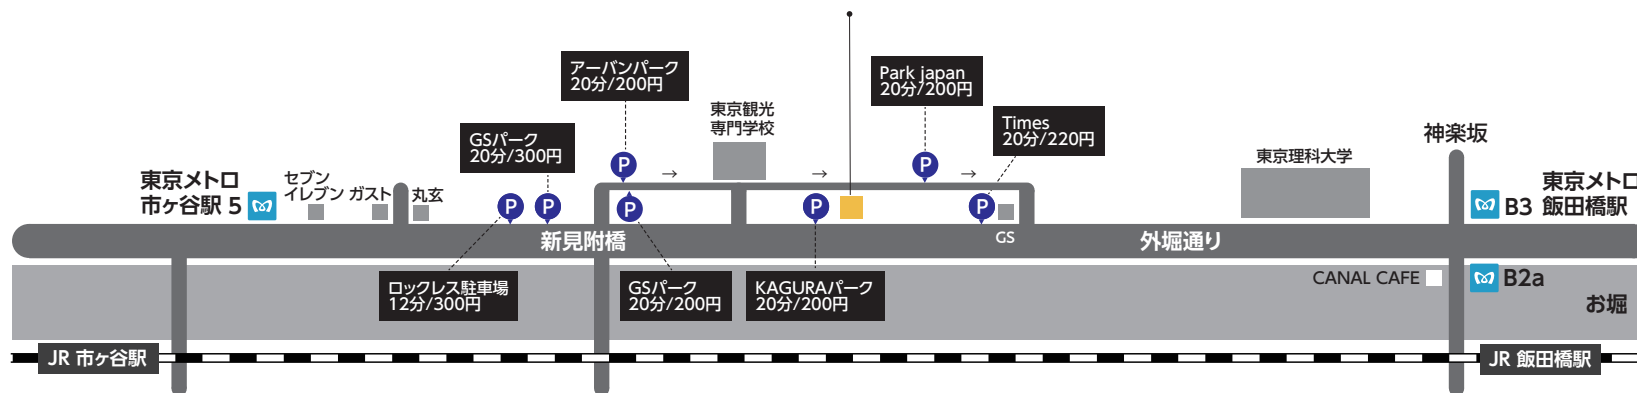 アーバンパーク
20分/200円
Park japan
20分/200円
東京観光
専門学校
Times
20分/220円
GSパーク
20分/300円
神楽坂
東京理科大学
東京メトロ
市ヶ谷駅 5
セブン
イレブン
ガスト
丸玄
P
P
P
P
P
P
P
→
→
→
B3
東京メトロ
飯田橋駅
新見附橋
GS
外堀通り
ロックレス駐車場
12分/300円
GSパーク
20分/200円
KAGURAパーク
20分/200円
CANAL CAFE
B2a
お堀
JR 市ヶ谷駅
JR 飯田橋駅